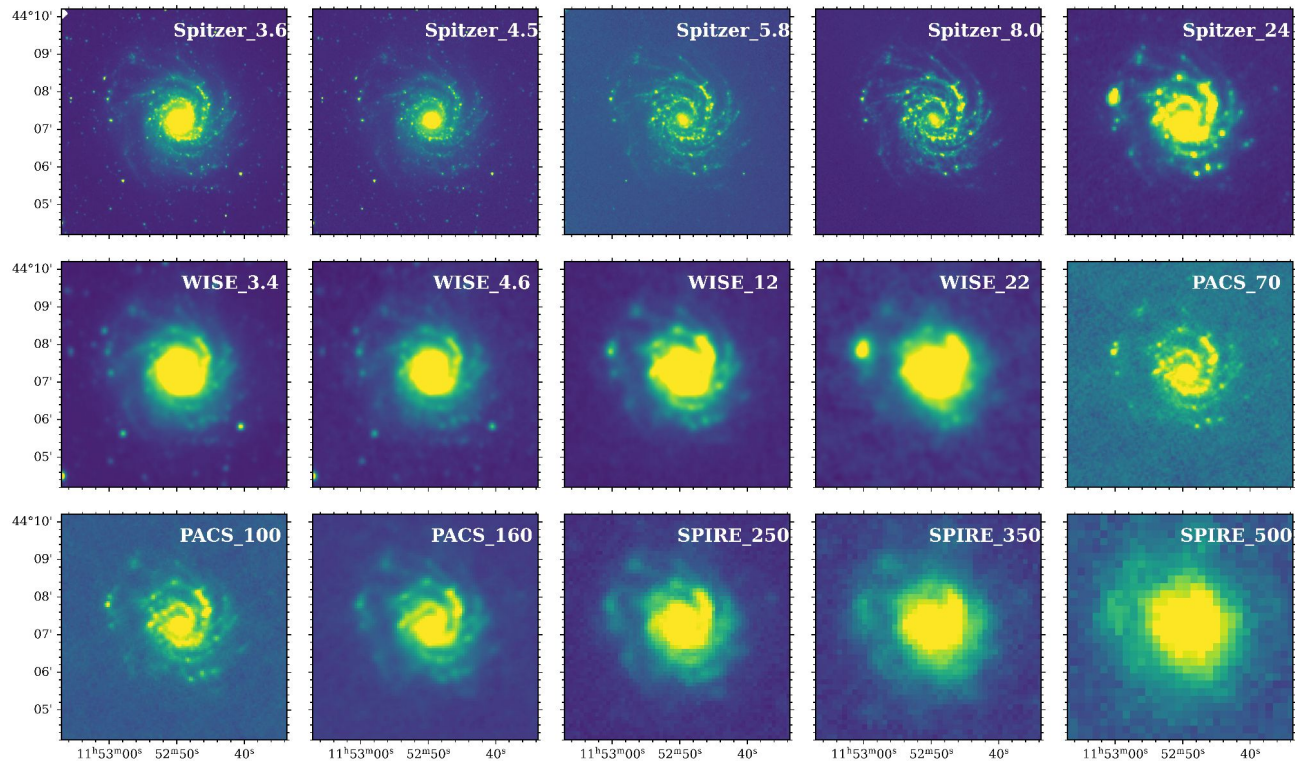 44°10'
09'
08'
07'
06'
05'
Spitzer_3.6
Spitzer_4.5
Spitzer_5.8
Spitzer_8.0
Spitzer_24
44°10'
09'
08'
07'
06'
05'
WISE_3.4
WISE_4.6
WISE_12
WISE_22
PACS_70
44°10'
09'
08'
07'
06'
05'
PACS_100
PACS_160
SPIRE_250
SPIRE_350
SPIRE_500
11ʰ53ᵐ00ˢ 52ᵐ50ˢ 40ˢ
11ʰ53ᵐ00ˢ 52ᵐ50ˢ 40ˢ
11ʰ53ᵐ00ˢ 52ᵐ50ˢ 40ˢ
11ʰ53ᵐ00ˢ 52ᵐ50ˢ 40ˢ
11ʰ53ᵐ00ˢ 52ᵐ50ˢ 40ˢ